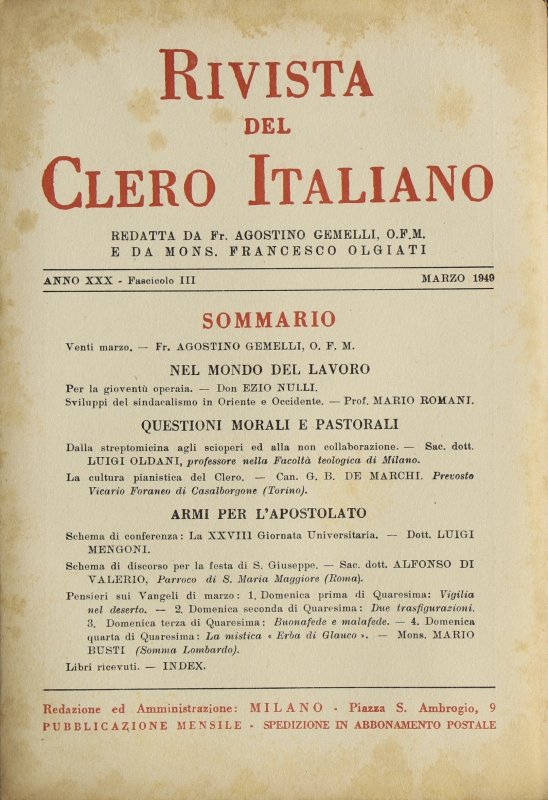 RIVISTA
DEL
CLERO ITALIANO
REDATTA DA Fr. AGOSTINO GEMELLI, O.F.M.
E DA MONS. FRANCESCO OLGIATI
ANNO XXX - Fascicolo III MARZO 1949
SOMMARIO
Venti marzo. — Fr. AGOSTINO GEMELLI, O. F. M.
NEL MONDO DEL LAVORO
Per la gioventù operaia. — Don EZIO NULLI.
Sviluppi del sindacalismo in Oriente e Occidente. — Prof. MARIO ROMANI.
QUESTIONI MORALI E PASTORALI
Dalla streptomicina agli scioperi ed alla non collaborazione. — Sac. dott.
LUIGI OLDANI, professore nella Facoltà teologica di Milano.
La cultura pianistica del Clero. — Can. G. B. DE MARCHI. Prevosto
Vicario Foraneo di Casalborgone (Torino).
ARMI PER L'APOSTOLATO
Schema di conferenza: La XXVIII Giornata Universitaria. — Dott. LUIGI
MENGONI.
Schema di discorso per la festa di S. Giuseppe. — Sac. dott. ALFONSO DI
VALERIO, Parroco di S. Maria Maggiore (Roma).
Pensieri sui Vangeli di marzo: 1. Domenica prima di Quaresima: Vigilia
nel deserto. — 2. Domenica seconda di Quaresima: Due trasfigurazioni.
3. Domenica terza di Quaresima: Buonafede e malafede. — 4. Domenica
quarta di Quaresima: La mistica « Erba di Glauco ». — Mons. MARIO
BUSTI (Somma Lombardo).
Libri ricevuti. — INDEX.
Redazione ed Amministrazione: MILANO - Piazza S. Ambrogio, 9
PUBBLICAZIONE MENSILE - SPEDIZIONE IN ABBONAMENTO POSTALE